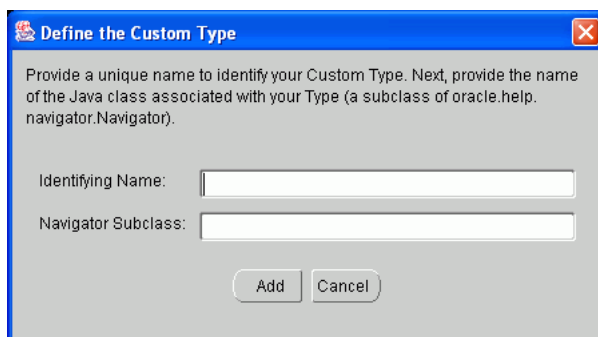 Define the Custom Type
Provide a unique name to identify your Custom Type. Next, provide the name
of the Java class associated with your Type (a subclass of oracle.help.
navigator.Navigator).
Identifying Name:
Navigator Subclass:
Add Cancel